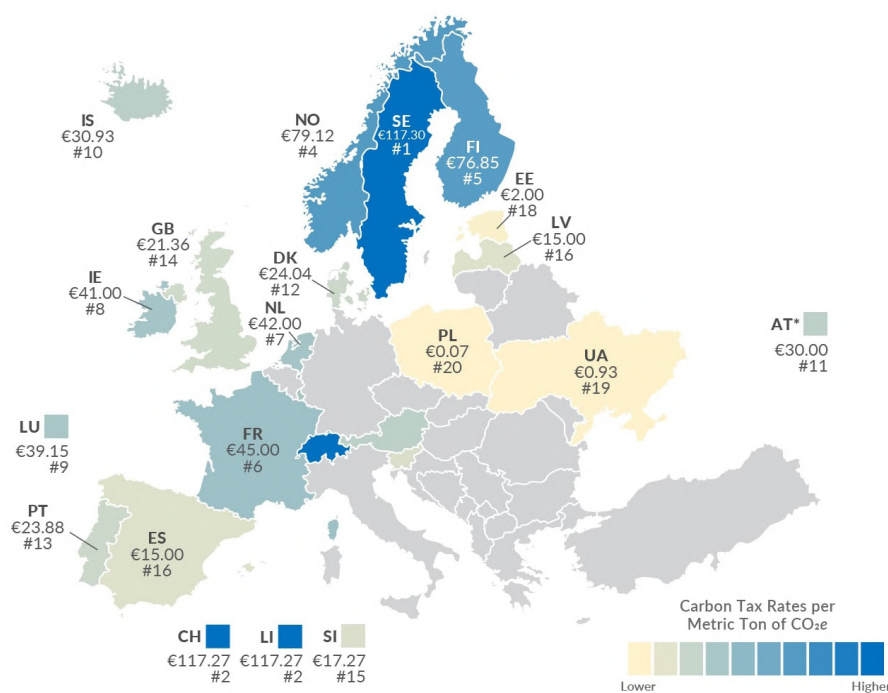 IS
€30.93
#10
NO
€79.12
#4
SE
€117.30
#1
FI
€76.85
#5
EE
€2.00
#18
LV
€15.00
#16
GB
€21.36
#14
IE
€41.00
#8
DK
€24.04
#12
NL
€42.00
#7
PL
€0.07
#20
UA
€0.93
#19
AT*
€30.00
#11
LU
€39.15
#9
FR
€45.00
#6
PT
€23.88
#13
ES
€15.00
#16
CH
€117.27
#2
LI
€117.27
#2
SI
€17.27
#15
Carbon Tax Rates per
Metric Ton of CO₂e
Lower
Higher